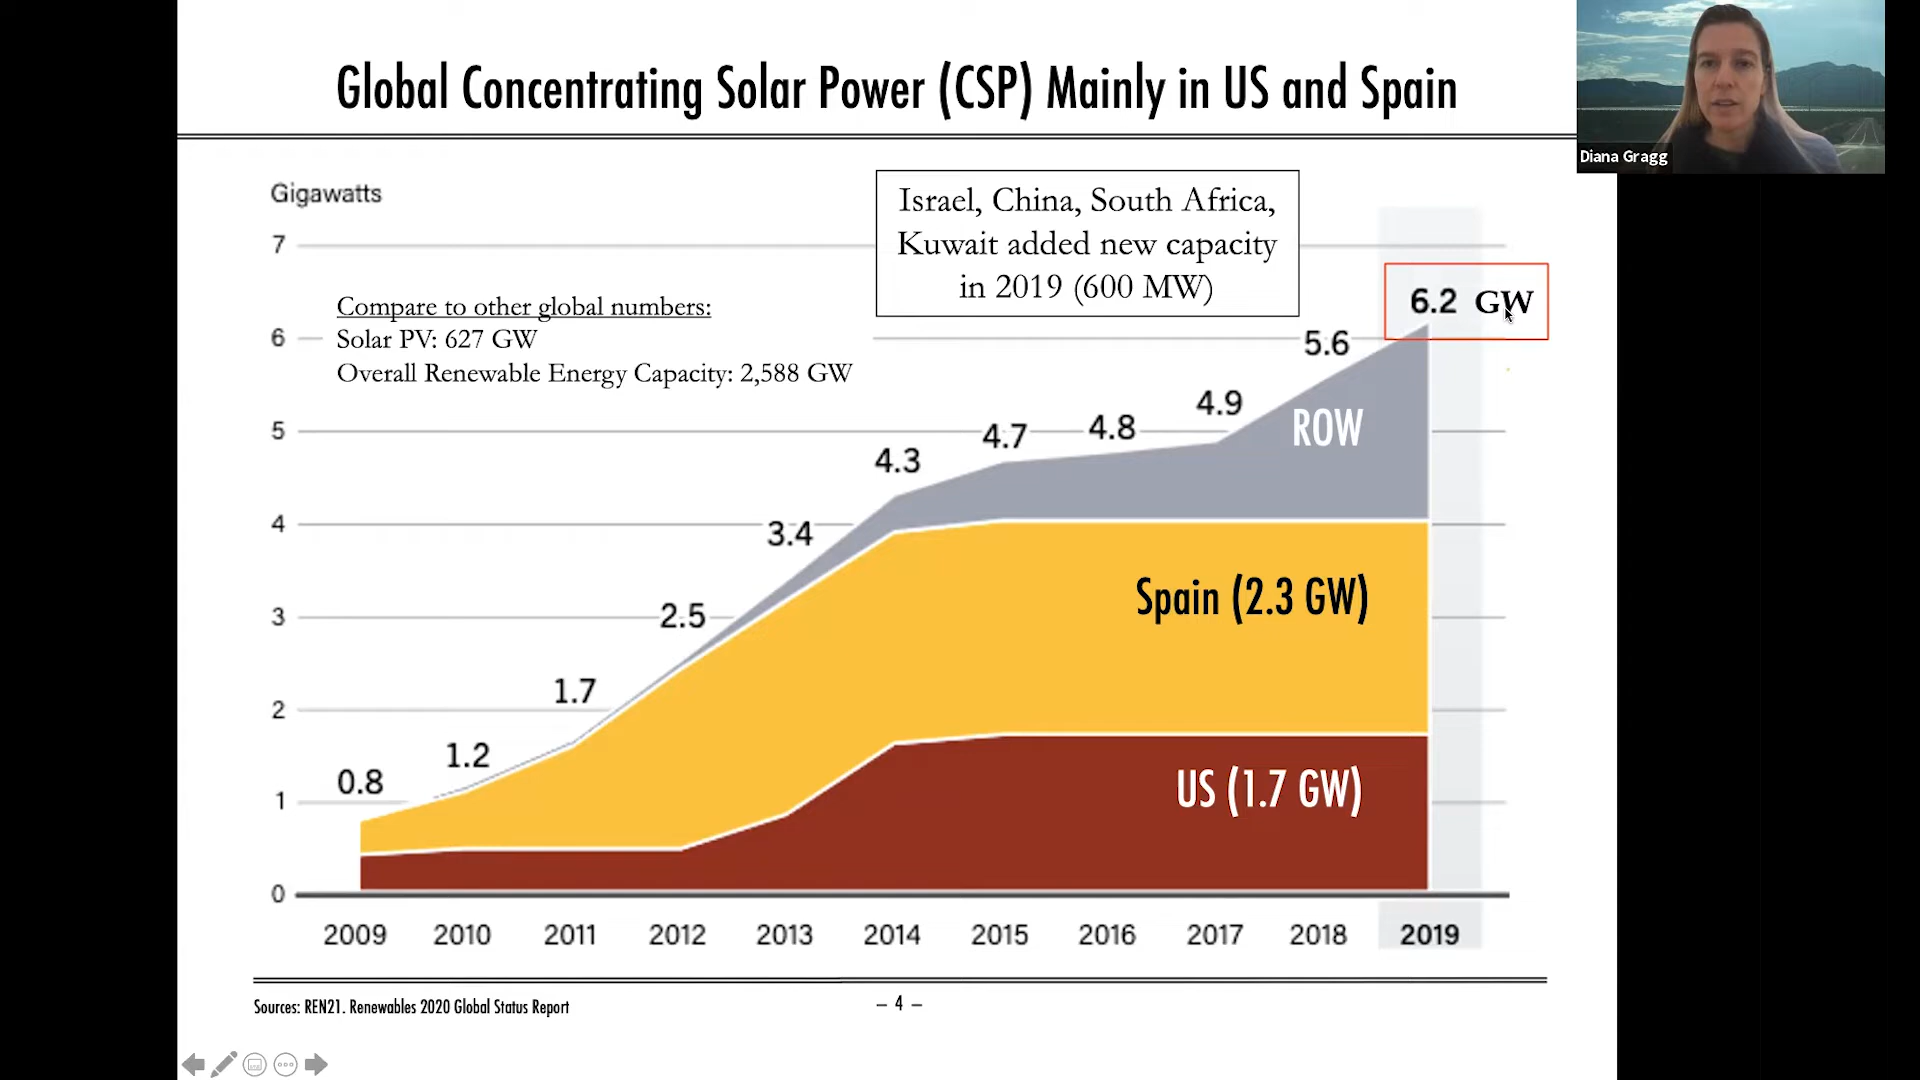 Global Concentrating Solar Power (CSP) Mainly in US and Spain
Diana Gragg
Gigawatts
Israel, China, South Africa,
Kuwait added new capacity
in 2019 (600 MW)
7
6.2 GW
Compare to other global numbers:
Solar PV: 627 GW
Overall Renewable Energy Capacity: 2,588 GW
6
5.6
5
4.9
4.8
4.7
4.3
ROW
4
3.4
Spain (2.3 GW)
3
2.5
2
1.7
US (1.7 GW)
1.2
1
0.8
0
2009 2010 2011 2012 2013 2014 2015 2016 2017 2018 2019
Sources: REN21. Renewables 2020 Global Status Report
– 4 –